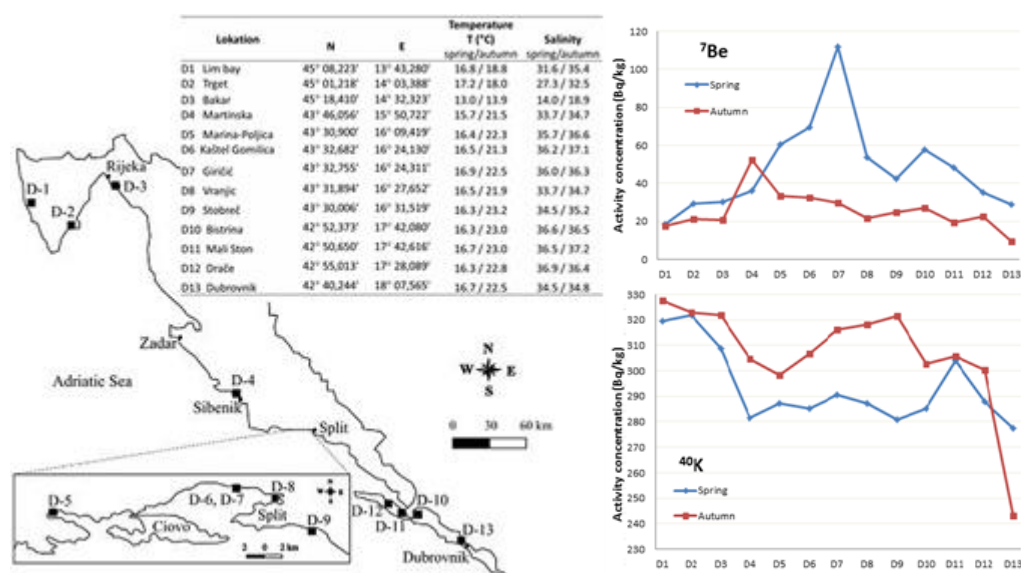 Lokation N E Temperature T (°C) spring/autumn Salinity spring/autumn
D1 Lim bay 45° 08,223' 13° 43,280' 16.8 / 18.8 31.6 / 35.4
D2 Trget 45° 01,218' 14° 03,388' 17.2 / 18.0 27.3 / 32.5
D3 Bakar 45° 18,410' 14° 32,323' 13.0 / 13.9 14.0 / 18.9
D4 Martinska 43° 46,056' 15° 50,722' 15.7 / 21.5 33.7 / 34.7
D5 Marina-Poljica 43° 30,900' 16° 09,419' 16.4 / 22.3 35.7 / 36.6
D6 Kaštel Gomilica 43° 32,682' 16° 24,130' 16.5 / 21.3 36.2 / 37.1
D7 Giričić 43° 32,755' 16° 24,311' 16.9 / 22.5 36.0 / 36.3
D8 Vranjic 43° 31,894' 16° 27,652' 16.5 / 21.9 33.7 / 34.7
D9 Stobreč 43° 30,006' 16° 31,519' 16.3 / 23.2 34.5 / 35.2
D10 Bistrina 42° 52,373' 17° 42,080' 16.3 / 23.0 36.6 / 36.5
D11 Mali Ston 42° 50,650' 17° 42,616' 16.7 / 23.0 36.5 / 37.2
D12 Drače 42° 55,013' 17° 28,089' 16.3 / 22.8 36.9 / 36.4
D13 Dubrovnik 42° 40,244' 18° 07,565' 16.7 / 22.5 34.5 / 34.8
Rijeka
D-1
D-3
D-2
Zadar
Adriatic Sea
D-4
Sibenik
Split
N
W E
S
0 30 60 km
D-5
D-6, D-7
D-8
Split
Ciovo
D-9
2 0 2 km
N
D-10
D-12
D-11
D-13
Dubrovnik
Activity concentration (Bq/kg)
120
100
80
60
40
20
0
⁷Be
Spring
Autumn
D1 D2 D3 D4 D5 D6 D7 D8 D9 D10 D11 D12 D13
Activity concentration (Bq/kg)
330
320
310
300
290
280
270
260
250
240
230
⁴⁰K
Spring
Autumn
D1 D2 D3 D4 D5 D6 D7 D8 D9 D10 D11 D12 D13